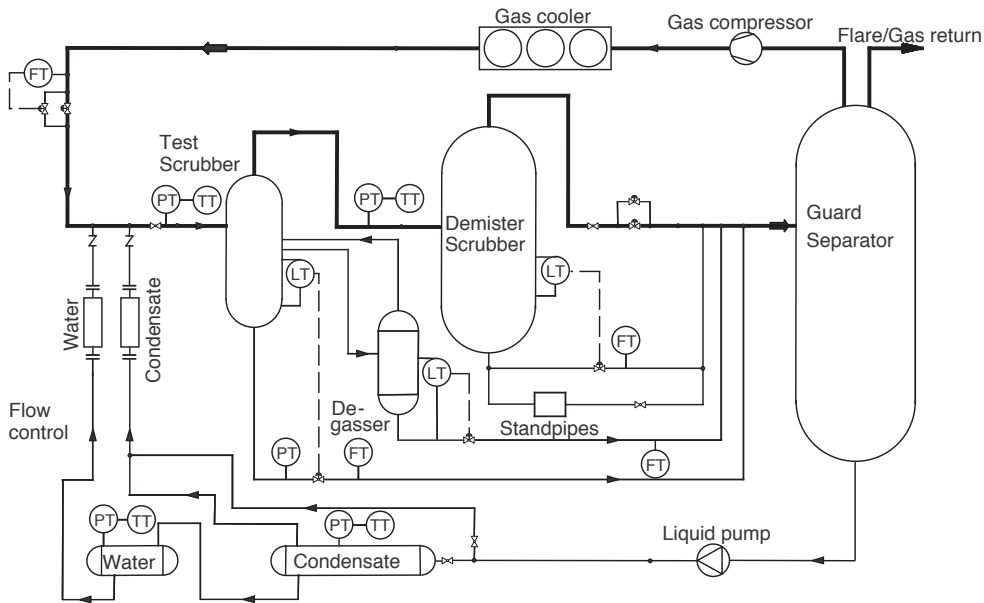 Gas cooler
Gas compressor
Flare/Gas return
FT
Test
Scrubber
PT
TT
PT
TT
Demister
Scrubber
Guard
Separator
LT
LT
Water
Condensate
FT
LT
De-
gasser
Standpipes
Flow
control
PT
FT
FT
PT
TT
PT
TT
Liquid pump
Water
Condensate